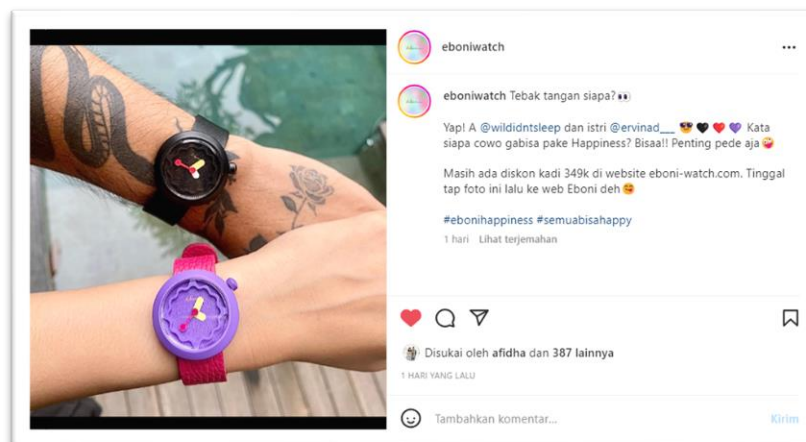 eboniwatch
eboniwatch Tebak tangan siapa?👀
Yap! A @wildidntsleep dan istri @ervinad___ 😎🖤❤️💜 Kata
siapa cowo gabisa pake Happiness? Bisaa!! Penting pede aja🤪
Masih ada diskon kadi 349k di website eboni-watch.com. Tinggal
tap foto ini lalu ke web Eboni deh🥰
#ebonihappiness #semuabisahappy
1 hari Lihat terjemahan
Disukai oleh afidha dan 387 lainnya
1 HARI YANG LALU
Tambahkan komentar...
Kirim